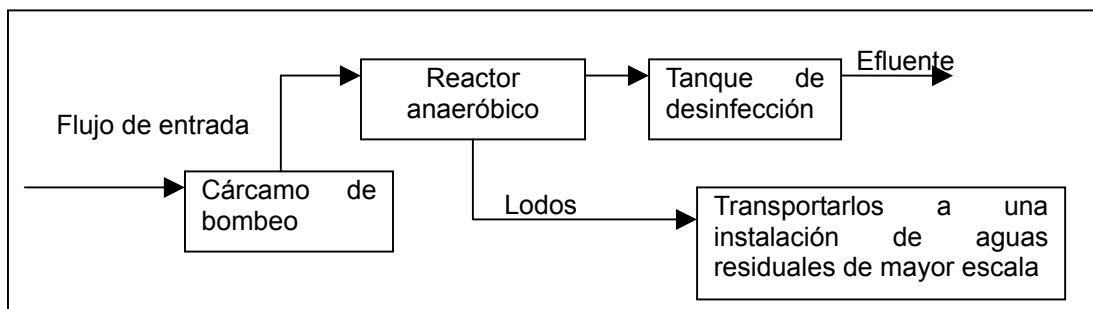 Flujo de entrada
Cárcamo de
bombeo
Reactor
anaeróbico
Tanque de
desinfección
Efluente
Lodos
Transportarlos a una
instalación de aguas
residuales de mayor escala